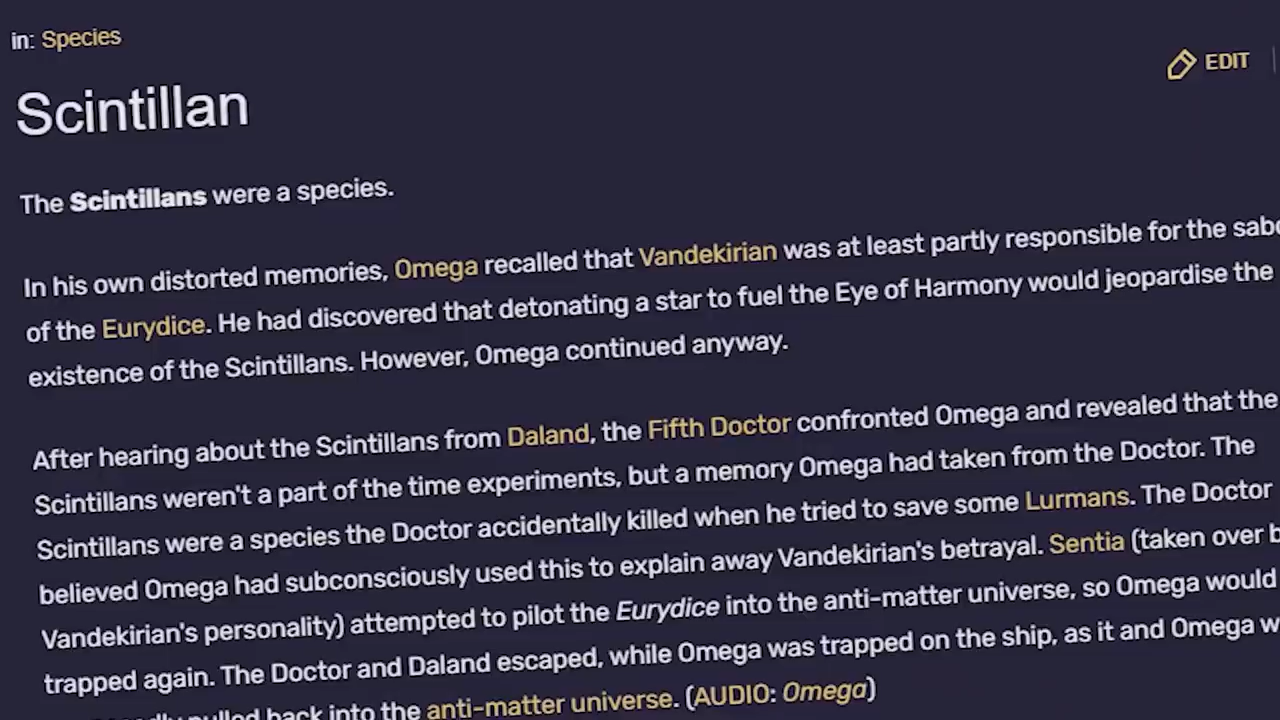 in: Species
EDIT
Scintillan
The Scintillans were a species.
In his own distorted memories, Omega recalled that Vandekirian was at least partly responsible for the
of the Eurydice. He had discovered that detonating a star to fuel the Eye of Harmony would jeopardise the
existence of the Scintillans. However, Omega continued anyway.
After hearing about the Scintillans from Daland, the Fifth Doctor confronted Omega and revealed that the
Scintillans weren't a part of the time experiments, but a memory Omega had taken from the Doctor. The
Scintillans were a species the Doctor accidentally killed when he tried to save some Lurmans. The Doctor
believed Omega had subconsciously used this to explain away Vandekirian's betrayal. Sentia (taken over
Vandekirian's personality) attempted to pilot the Eurydice into the anti-matter universe, so Omega would
trapped again. The Doctor and Daland escaped, while Omega was trapped on the ship, as it and Omega
pulled back into the anti-matter universe. (AUDIO: Omega)